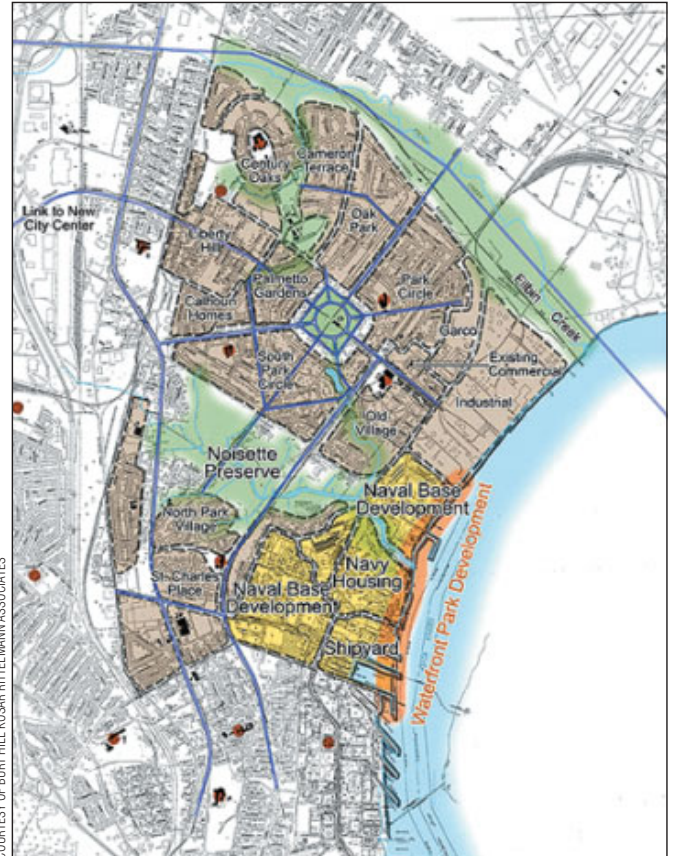 Century
Oaks
Cameron
Terrace
Link to New
City Center
Oak
Park
Liberty
Hill
Palmetto
Gardens
Park
Circle
Calhoun
Homes
Garco
Filbin Creek
South
Park
Circle
Existing
Commercial
Industrial
Old
Village
Noisette
Preserve
Naval Base
Development
North Park
Village
Navy
Housing
St. Charles
Place
Naval Base
Development
Shipyard
Waterfront Park Development
COURTESY OF BURT HILL KOSAR RITTELMANN ASSOCIATES